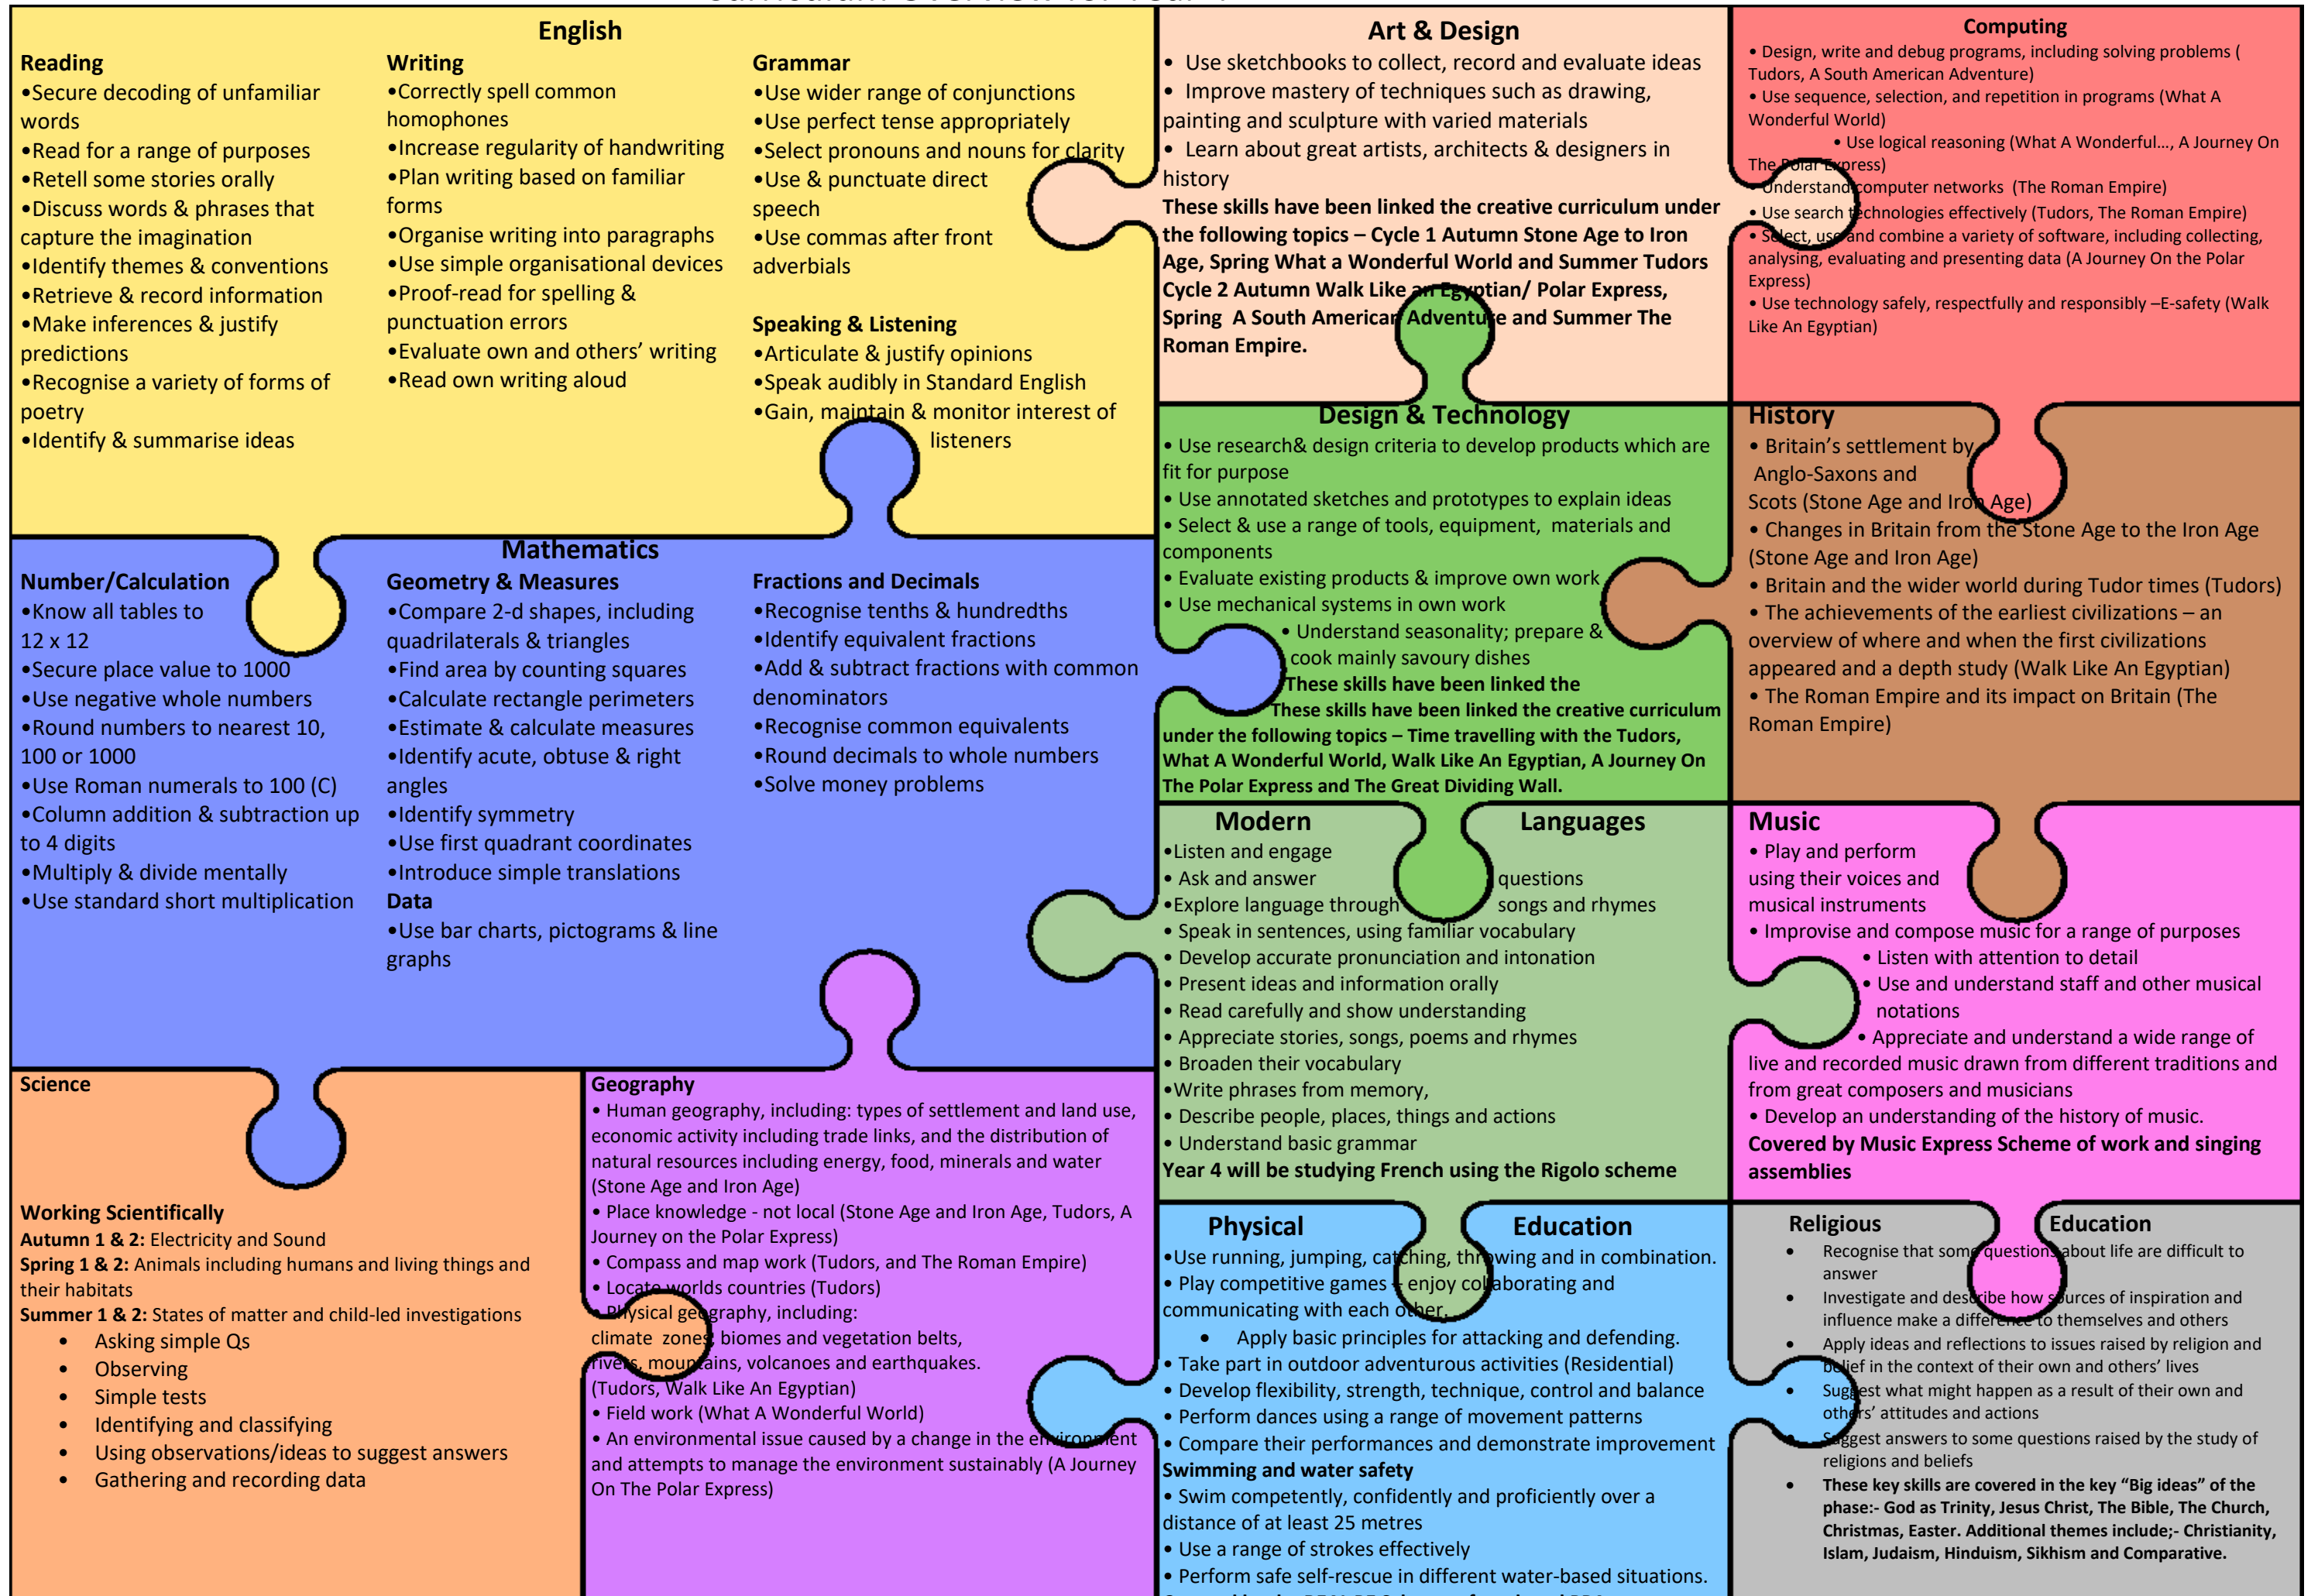 English
Reading
•Secure decoding of unfamiliar
words
•Read for a range of purposes
•Retell some stories orally
•Discuss words & phrases that
capture the imagination
•Identify themes & conventions
•Retrieve & record information
•Make inferences & justify
predictions
•Recognise a variety of forms of
poetry
•Identify & summarise ideas
Writing
•Correctly spell common
homophones
•Increase regularity of handwriting
•Plan writing based on familiar
forms
•Organise writing into paragraphs
•Use simple organisational devices
•Proof-read for spelling &
punctuation errors
•Evaluate own and others’ writing
•Read own writing aloud
Grammar
•Use wider range of conjunctions
•Use perfect tense appropriately
•Select pronouns and nouns for clarity
•Use & punctuate direct
speech
•Use commas after front
adverbials
Speaking & Listening
•Articulate & justify opinions
•Speak audibly in Standard English
•Gain, maintain & monitor interest of
listeners
Art & Design
• Use sketchbooks to collect, record and evaluate ideas
• Improve mastery of techniques such as drawing,
painting and sculpture with varied materials
• Learn about great artists, architects & designers in
history
These skills have been linked the creative curriculum under
the following topics – Cycle 1 Autumn Stone Age to Iron
Age, Spring What a Wonderful World and Summer Tudors
Cycle 2 Autumn Walk Like an Egyptian/ Polar Express,
Spring A South American Adventure and Summer The
Roman Empire.
Computing
• Design, write and debug programs, including solving problems (
Tudors, A South American Adventure)
• Use sequence, selection, and repetition in programs (What A
Wonderful World)
• Use logical reasoning (What A Wonderful…, A Journey On
The Polar Express)
• Understand computer networks (The Roman Empire)
• Use search technologies effectively (Tudors, The Roman Empire)
• Select, use and combine a variety of software, including collecting,
analysing, evaluating and presenting data (A Journey On the Polar
Express)
• Use technology safely, respectfully and responsibly –E-safety (Walk
Like An Egyptian)
Mathematics
Number/Calculation
•Know all tables to
12 x 12
•Secure place value to 1000
•Use negative whole numbers
•Round numbers to nearest 10,
100 or 1000
•Use Roman numerals to 100 (C)
•Column addition & subtraction up
to 4 digits
•Multiply & divide mentally
•Use standard short multiplication
Geometry & Measures
•Compare 2-d shapes, including
quadrilaterals & triangles
•Find area by counting squares
•Calculate rectangle perimeters
•Estimate & calculate measures
•Identify acute, obtuse & right
angles
•Identify symmetry
•Use first quadrant coordinates
•Introduce simple translations
Data
•Use bar charts, pictograms & line
graphs
Fractions and Decimals
•Recognise tenths & hundredths
•Identify equivalent fractions
•Add & subtract fractions with common
denominators
•Recognise common equivalents
•Round decimals to whole numbers
•Solve money problems
Design & Technology
• Use research& design criteria to develop products which are
fit for purpose
• Use annotated sketches and prototypes to explain ideas
• Select & use a range of tools, equipment, materials and
components
• Evaluate existing products & improve own work
• Use mechanical systems in own work
• Understand seasonality; prepare &
cook mainly savoury dishes
These skills have been linked the
These skills have been linked the creative curriculum
under the following topics – Time travelling with the Tudors,
What A Wonderful World, Walk Like An Egyptian, A Journey On
The Polar Express and The Great Dividing Wall.
History
• Britain’s settlement by
Anglo-Saxons and
Scots (Stone Age and Iron Age)
• Changes in Britain from the Stone Age to the Iron Age
(Stone Age and Iron Age)
• Britain and the wider world during Tudor times (Tudors)
• The achievements of the earliest civilizations – an
overview of where and when the first civilizations
appeared and a depth study (Walk Like An Egyptian)
• The Roman Empire and its impact on Britain (The
Roman Empire)
Modern Languages
•Listen and engage
• Ask and answer questions
•Explore language through songs and rhymes
• Speak in sentences, using familiar vocabulary
• Develop accurate pronunciation and intonation
• Present ideas and information orally
• Read carefully and show understanding
• Appreciate stories, songs, poems and rhymes
• Broaden their vocabulary
•Write phrases from memory,
• Describe people, places, things and actions
• Understand basic grammar
Year 4 will be studying French using the Rigolo scheme
Music
• Play and perform
using their voices and
musical instruments
• Improvise and compose music for a range of purposes
• Listen with attention to detail
• Use and understand staff and other musical
notations
• Appreciate and understand a wide range of
live and recorded music drawn from different traditions and
from great composers and musicians
• Develop an understanding of the history of music.
Covered by Music Express Scheme of work and singing
assemblies
Science
Working Scientifically
Autumn 1 & 2: Electricity and Sound
Spring 1 & 2: Animals including humans and living things and
their habitats
Summer 1 & 2: States of matter and child-led investigations
• Asking simple Qs
• Observing
• Simple tests
• Identifying and classifying
• Using observations/ideas to suggest answers
• Gathering and recording data
Geography
• Human geography, including: types of settlement and land use,
economic activity including trade links, and the distribution of
natural resources including energy, food, minerals and water
(Stone Age and Iron Age)
• Place knowledge - not local (Stone Age and Iron Age, Tudors, A
Journey on the Polar Express)
• Compass and map work (Tudors, and The Roman Empire)
• Locate worlds countries (Tudors)
• Physical geography, including:
climate zones, biomes and vegetation belts,
rivers, mountains, volcanoes and earthquakes.
(Tudors, Walk Like An Egyptian)
• Field work (What A Wonderful World)
• An environmental issue caused by a change in the environment
and attempts to manage the environment sustainably (A Journey
On The Polar Express)
Physical Education
•Use running, jumping, catching, throwing and in combination.
• Play competitive games – enjoy collaborating and
communicating with each other.
• Apply basic principles for attacking and defending.
• Take part in outdoor adventurous activities (Residential)
• Develop flexibility, strength, technique, control and balance
• Perform dances using a range of movement patterns
• Compare their performances and demonstrate improvement
Swimming and water safety
• Swim competently, confidently and proficiently over a
distance of at least 25 metres
• Use a range of strokes effectively
• Perform safe self-rescue in different water-based situations.
Religious Education
• Recognise that some questions about life are difficult to
answer
• Investigate and describe how sources of inspiration and
influence make a difference to themselves and others
• Apply ideas and reflections to issues raised by religion and
belief in the context of their own and others’ lives
• Suggest what might happen as a result of their own and
others’ attitudes and actions
• Suggest answers to some questions raised by the study of
religions and beliefs
• These key skills are covered in the key “Big ideas” of the
phase:- God as Trinity, Jesus Christ, The Bible, The Church,
Christmas, Easter. Additional themes include;- Christianity,
Islam, Judaism, Hinduism, Sikhism and Comparative.